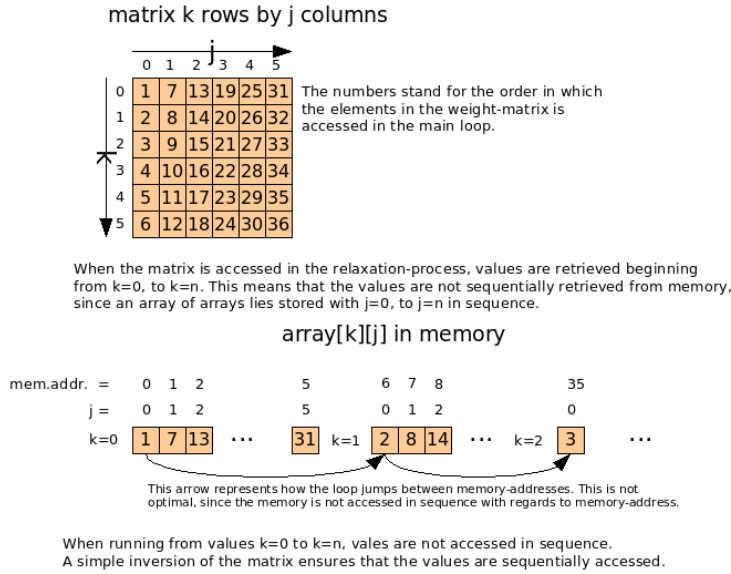 matrix k rows by j columns
j
0 1 2 3 4 5
0 1 7 13 19 25 31
1 2 8 14 20 26 32
2 3 9 15 21 27 33
3 4 10 16 22 28 34
4 5 11 17 23 29 35
5 6 12 18 24 30 36
k
The numbers stand for the order in which
the elements in the weight-matrix is
accessed in the main loop.
When the matrix is accessed in the relaxation-process, values are retrieved beginning
from k=0, to k=n. This means that the values are not sequentially retrieved from memory,
since an array of arrays lies stored with j=0, to j=n in sequence.
array[k][j] in memory
mem.addr. = 0 1 2 5 6 7 8 35
j = 0 1 2 5 0 1 2 0
k=0 1 7 13 ... 31 k=1 2 8 14 ... k=2 3 ...
This arrow represents how the loop jumps between memory-addresses. This is not
optimal, since the memory is not accessed in sequence with regards to memory-address.
When running from values k=0 to k=n, vales are not accessed in sequence.
A simple inversion of the matrix ensures that the values are sequentially accessed.